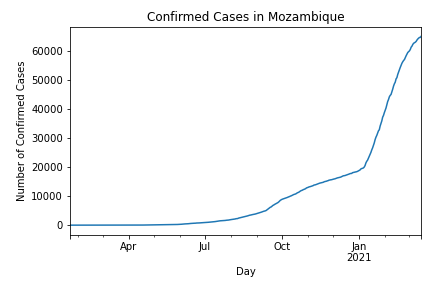 Confirmed Cases in Mozambique
Number of Confirmed Cases
60000
50000
40000
30000
20000
10000
0
Apr
Jul
Oct
Jan
2021
Day